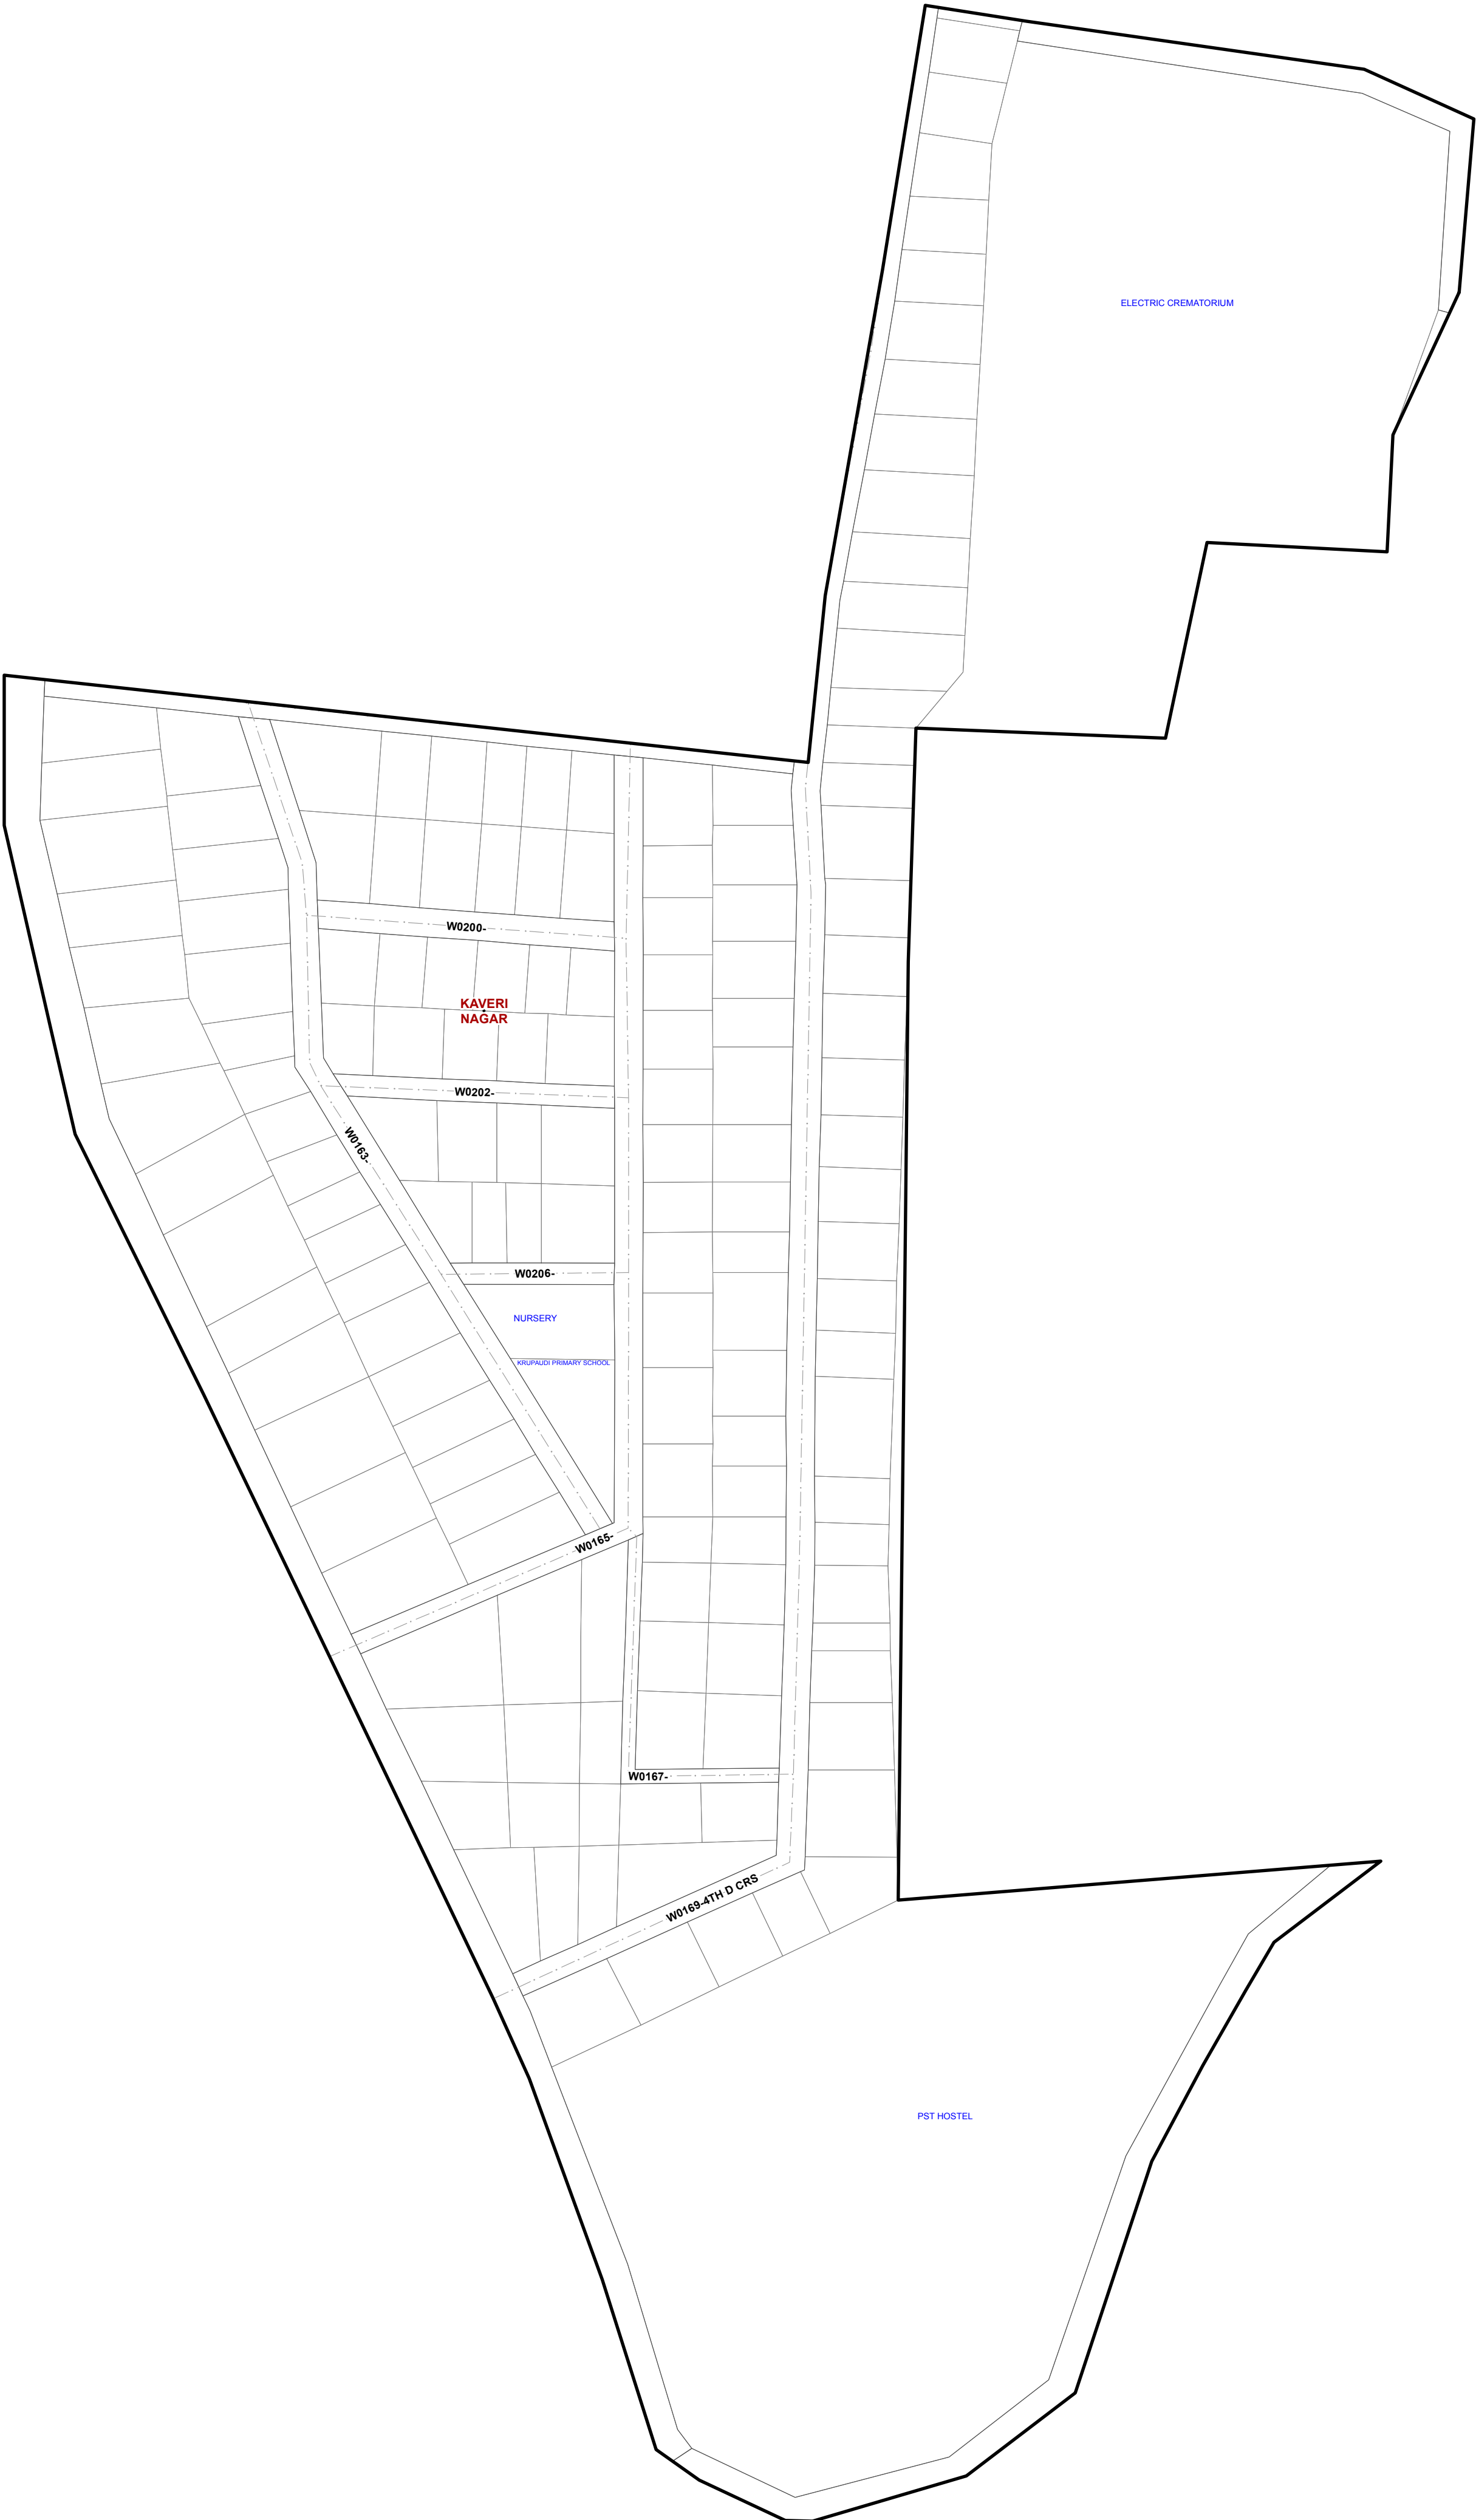 ELECTRIC CREMATORIUM
W0200-
KAVERI
NAGAR
W0202-
W0163-
W0206-
NURSERY
KRUPAUDI PRIMARY SCHOOL
W0165-
W0167-
W0169-4TH D CRS
PST HOSTEL